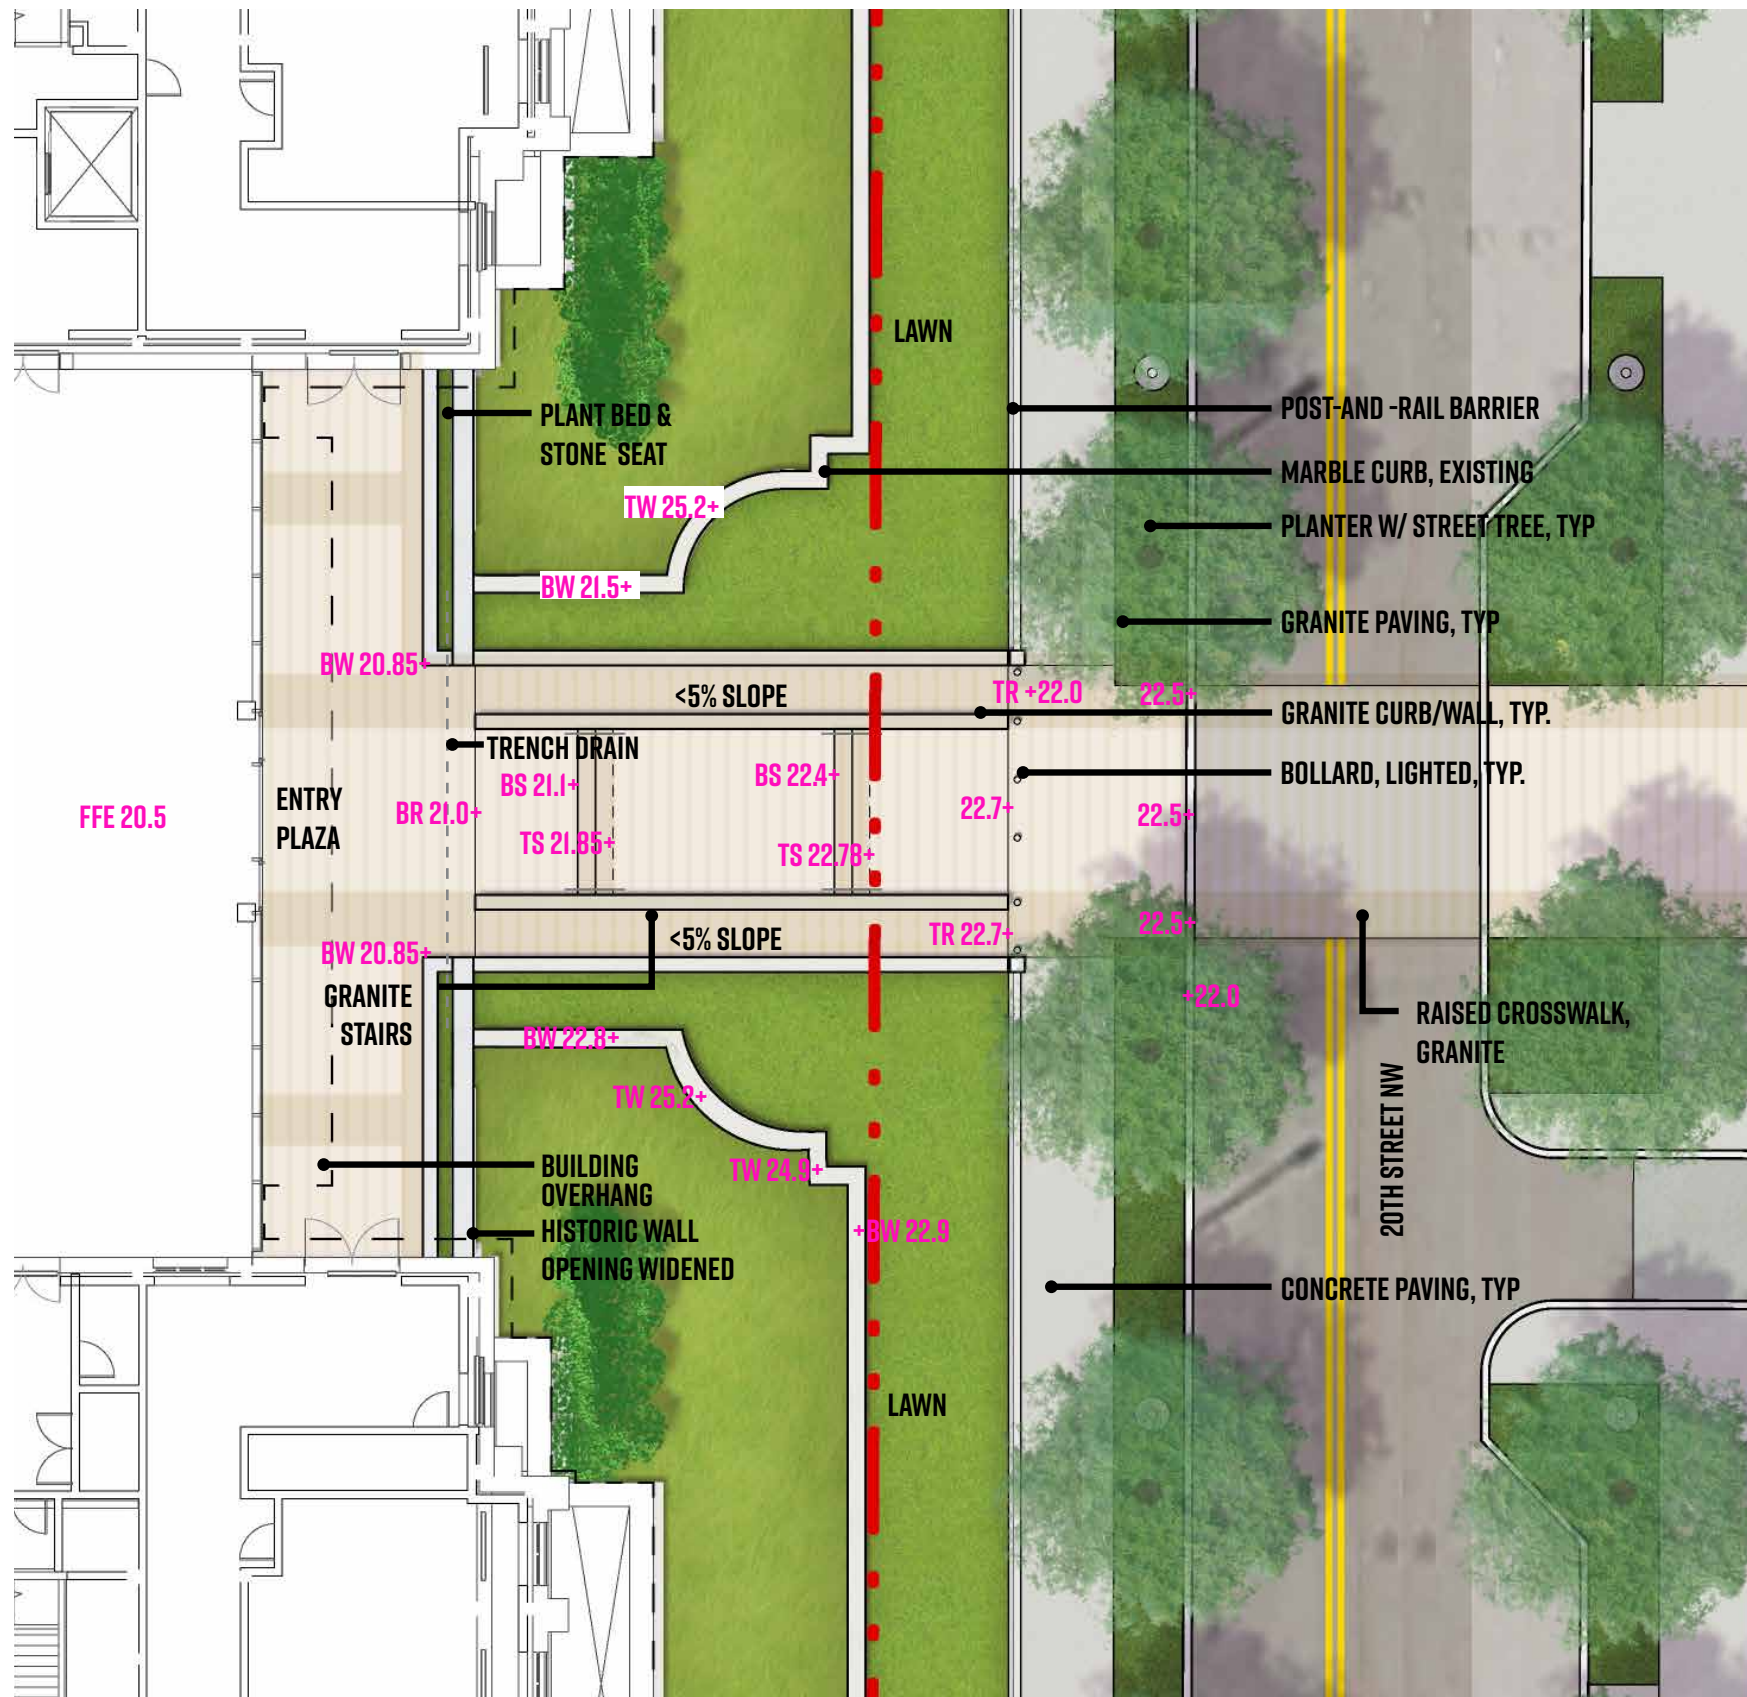 LAWN
POST-AND -RAIL BARRIER
PLANT BED &
STONE SEAT
MARBLE CURB, EXISTING
TW 25.2+
PLANTER W/ STREET TREE, TYP
BW 21.5+
GRANITE PAVING, TYP
BW 20.85+
<5% SLOPE
TR +22.0
22.5+
GRANITE CURB/WALL, TYP.
TRENCH DRAIN
BS 21.1+
BS 22.4+
BOLLARD, LIGHTED, TYP.
ENTRY
PLAZA
FFE 20.5
BR 21.0+
22.7+
22.5+
TS 21.85+
TS 22.78+
<5% SLOPE
TR 22.7+
22.5+
BW 20.85+
GRANITE
STAIRS
+22.0
RAISED CROSSWALK,
GRANITE
BW 22.8+
TW 25.2+
20TH STREET NW
BUILDING
OVERHANG
TW 24.9+
HISTORIC WALL
OPENING WIDENED
+BW 22.9
CONCRETE PAVING, TYP
LAWN